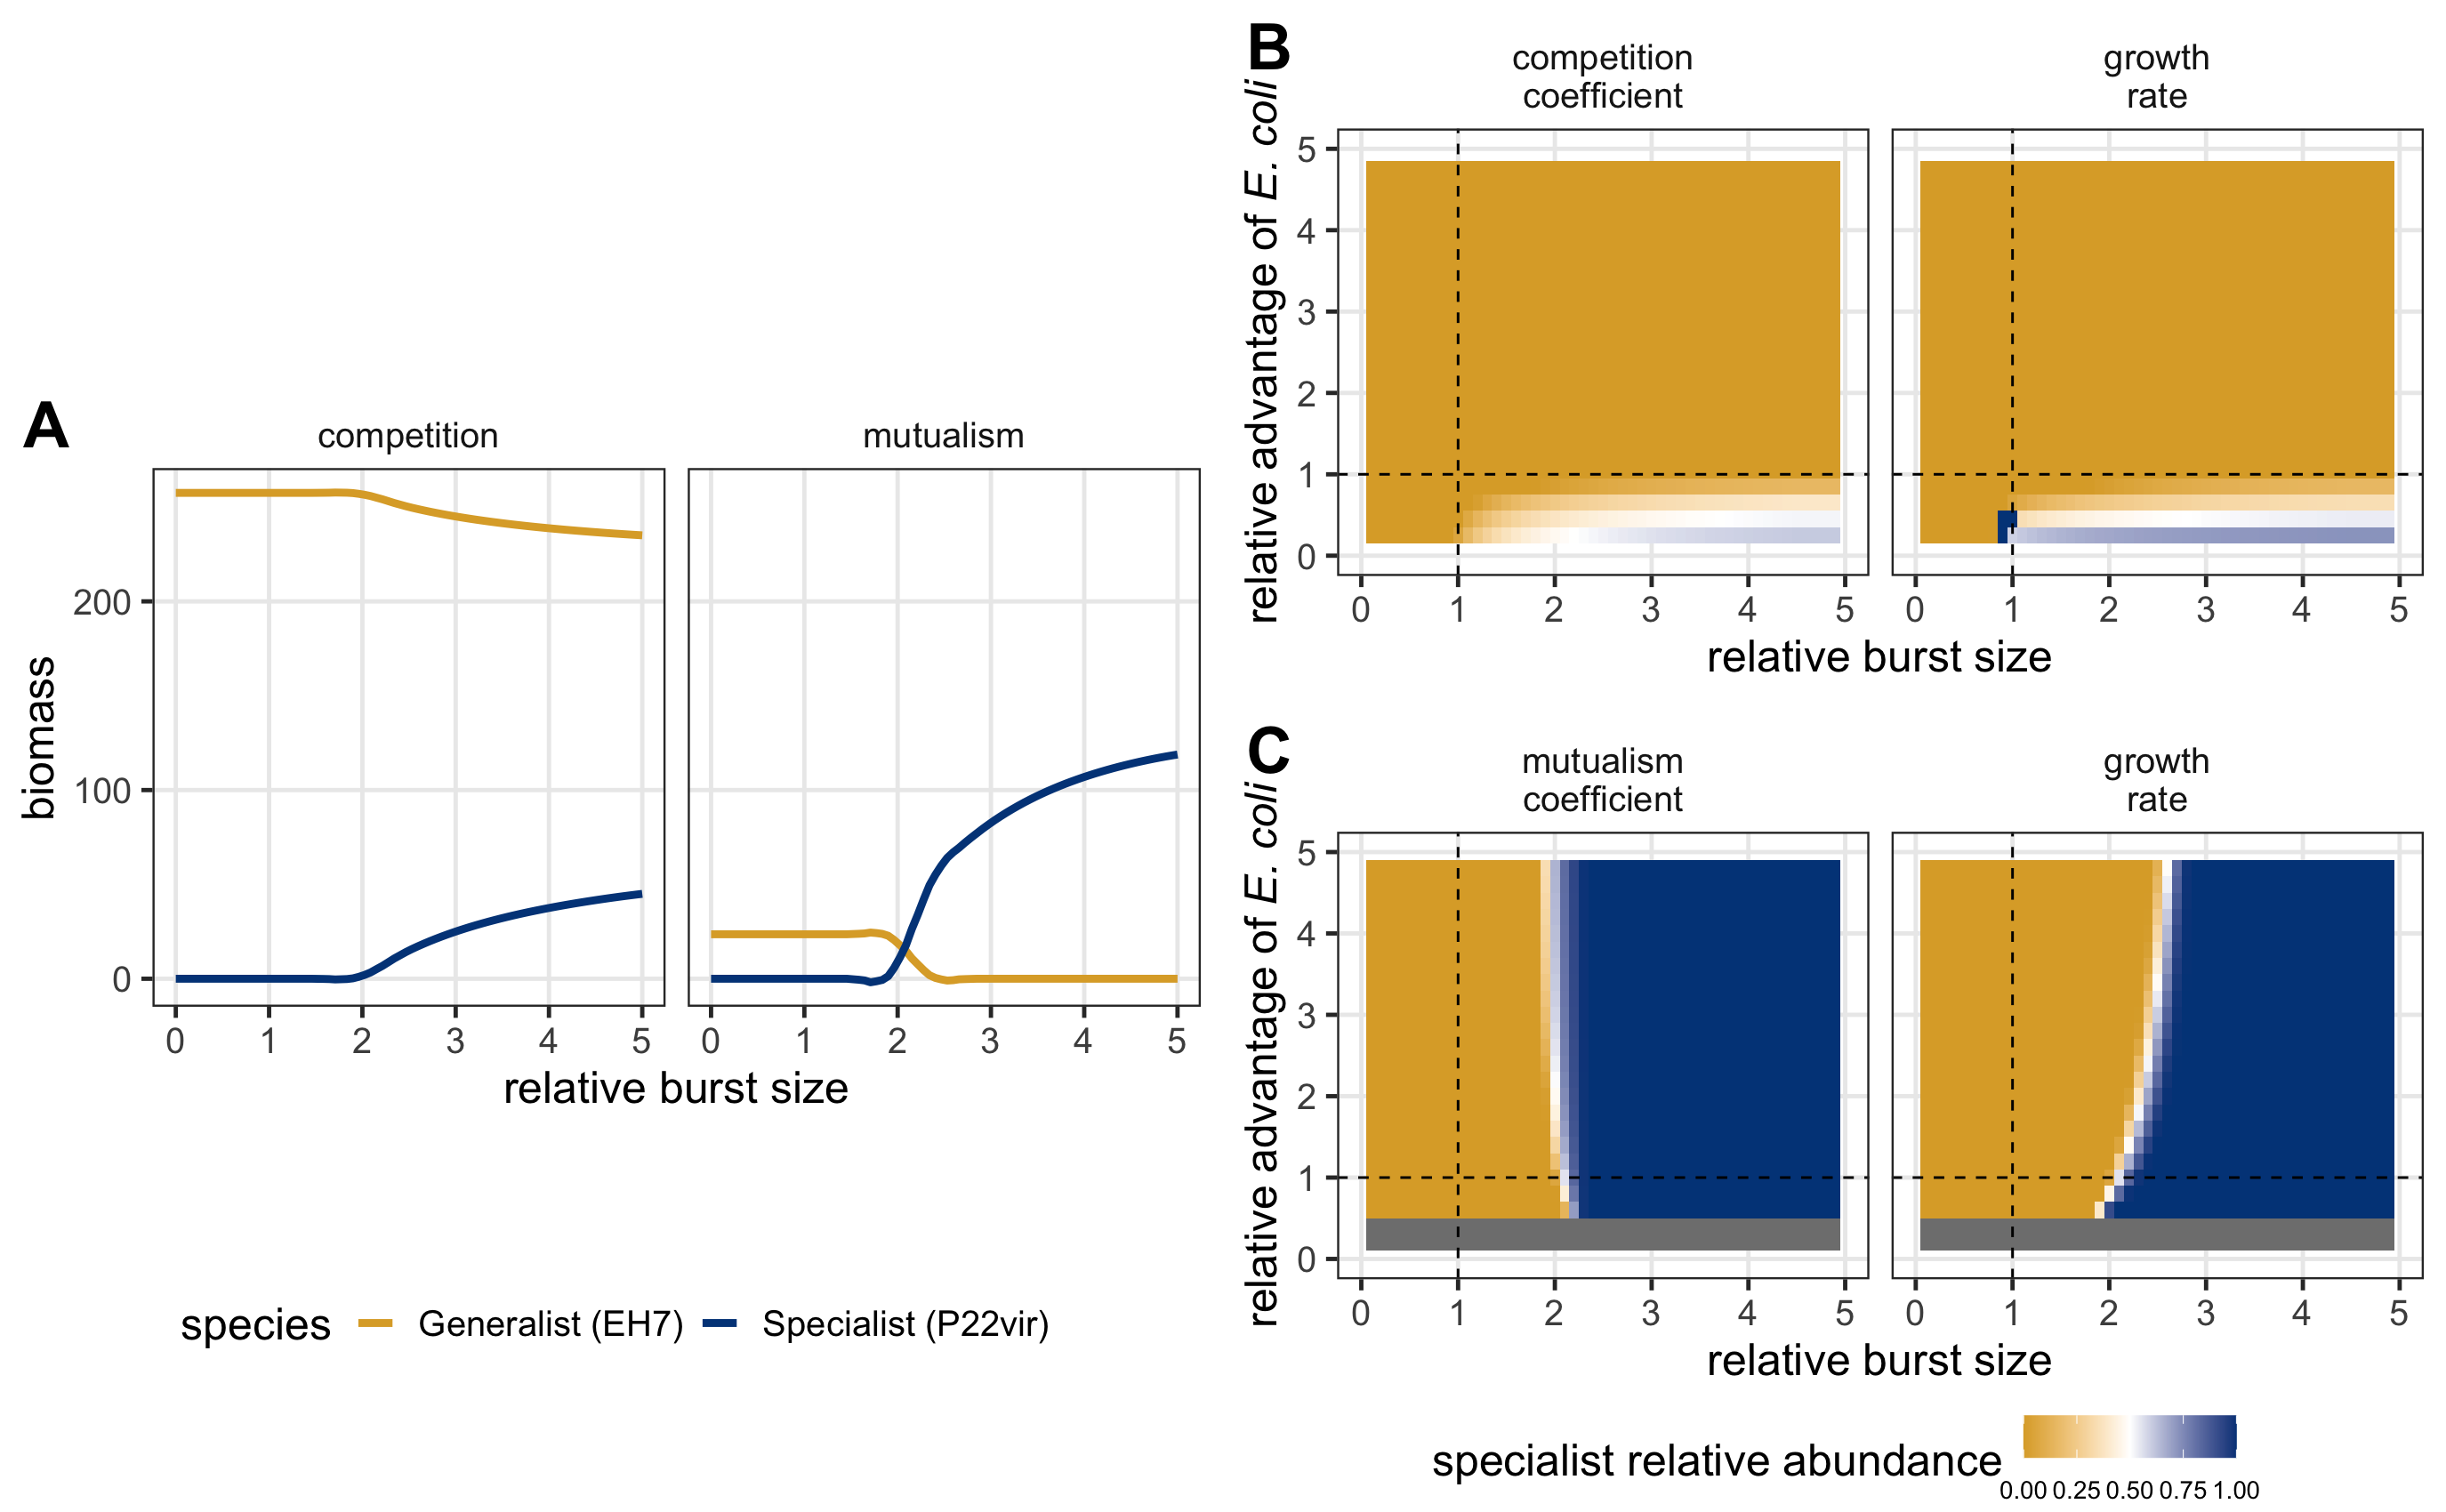 A
competition
mutualism
biomass
200
100
0
0 1 2 3 4 5
0 1 2 3 4 5
relative burst size
species
Generalist (EH7)
Specialist (P22vir)
B
competition
coefficient
growth
rate
relative advantage of E. coli
5
4
3
2
1
0
0 1 2 3 4 5
0 1 2 3 4 5
relative burst size
C
mutualism
coefficient
growth
rate
relative advantage of E. coli
5
4
3
2
1
0
0 1 2 3 4 5
0 1 2 3 4 5
relative burst size
specialist relative abundance
0.00 0.25 0.50 0.75 1.00